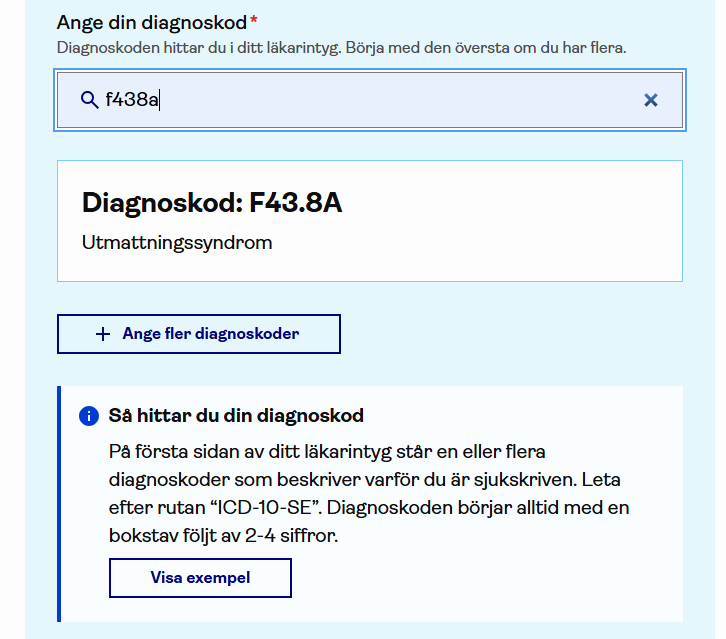 Ange din diagnoskod*
Diagnoskoden hittar du i ditt läkarintyg. Börja med den översta om du har flera.
f438a
Diagnoskod: F43.8A
Utmattningssyndrom
+ Ange fler diagnoskoder
Så hittar du din diagnoskod
På första sidan av ditt läkarintyg står en eller flera
diagnoskoder som beskriver varför du är sjukskriven. Leta
efter rutan “ICD-10-SE”. Diagnoskoden börjar alltid med en
bokstav följt av 2-4 siffror.
Visa exempel